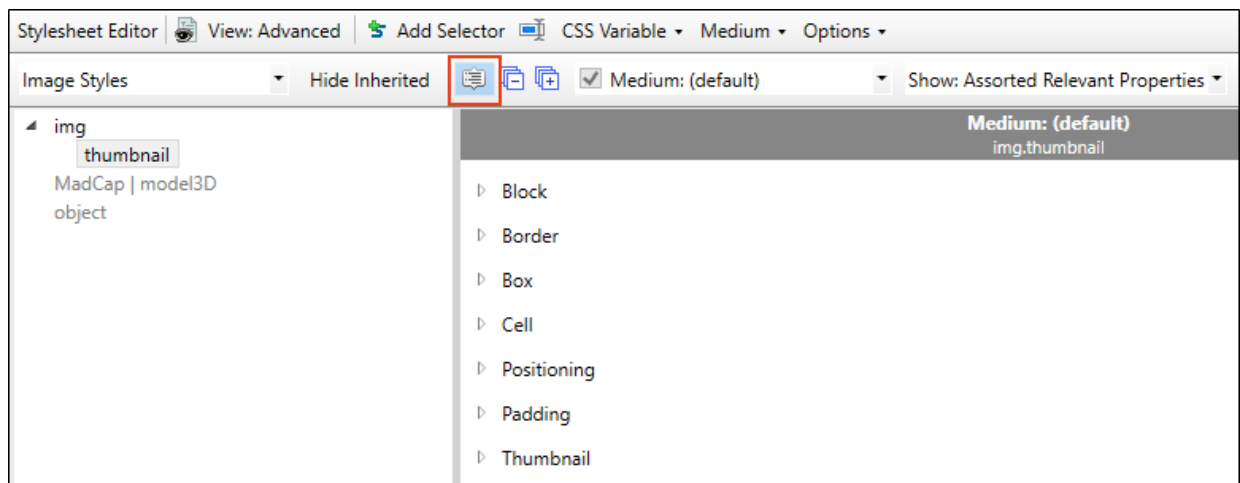 Stylesheet Editor View: Advanced Add Selector CSS Variable Medium Options
Image Styles Hide Inherited Medium: (default) Show: Assorted Relevant Properties
img
thumbnail
MadCap | model3D
object
Medium: (default)
img.thumbnail
Block
Border
Box
Cell
Positioning
Padding
Thumbnail